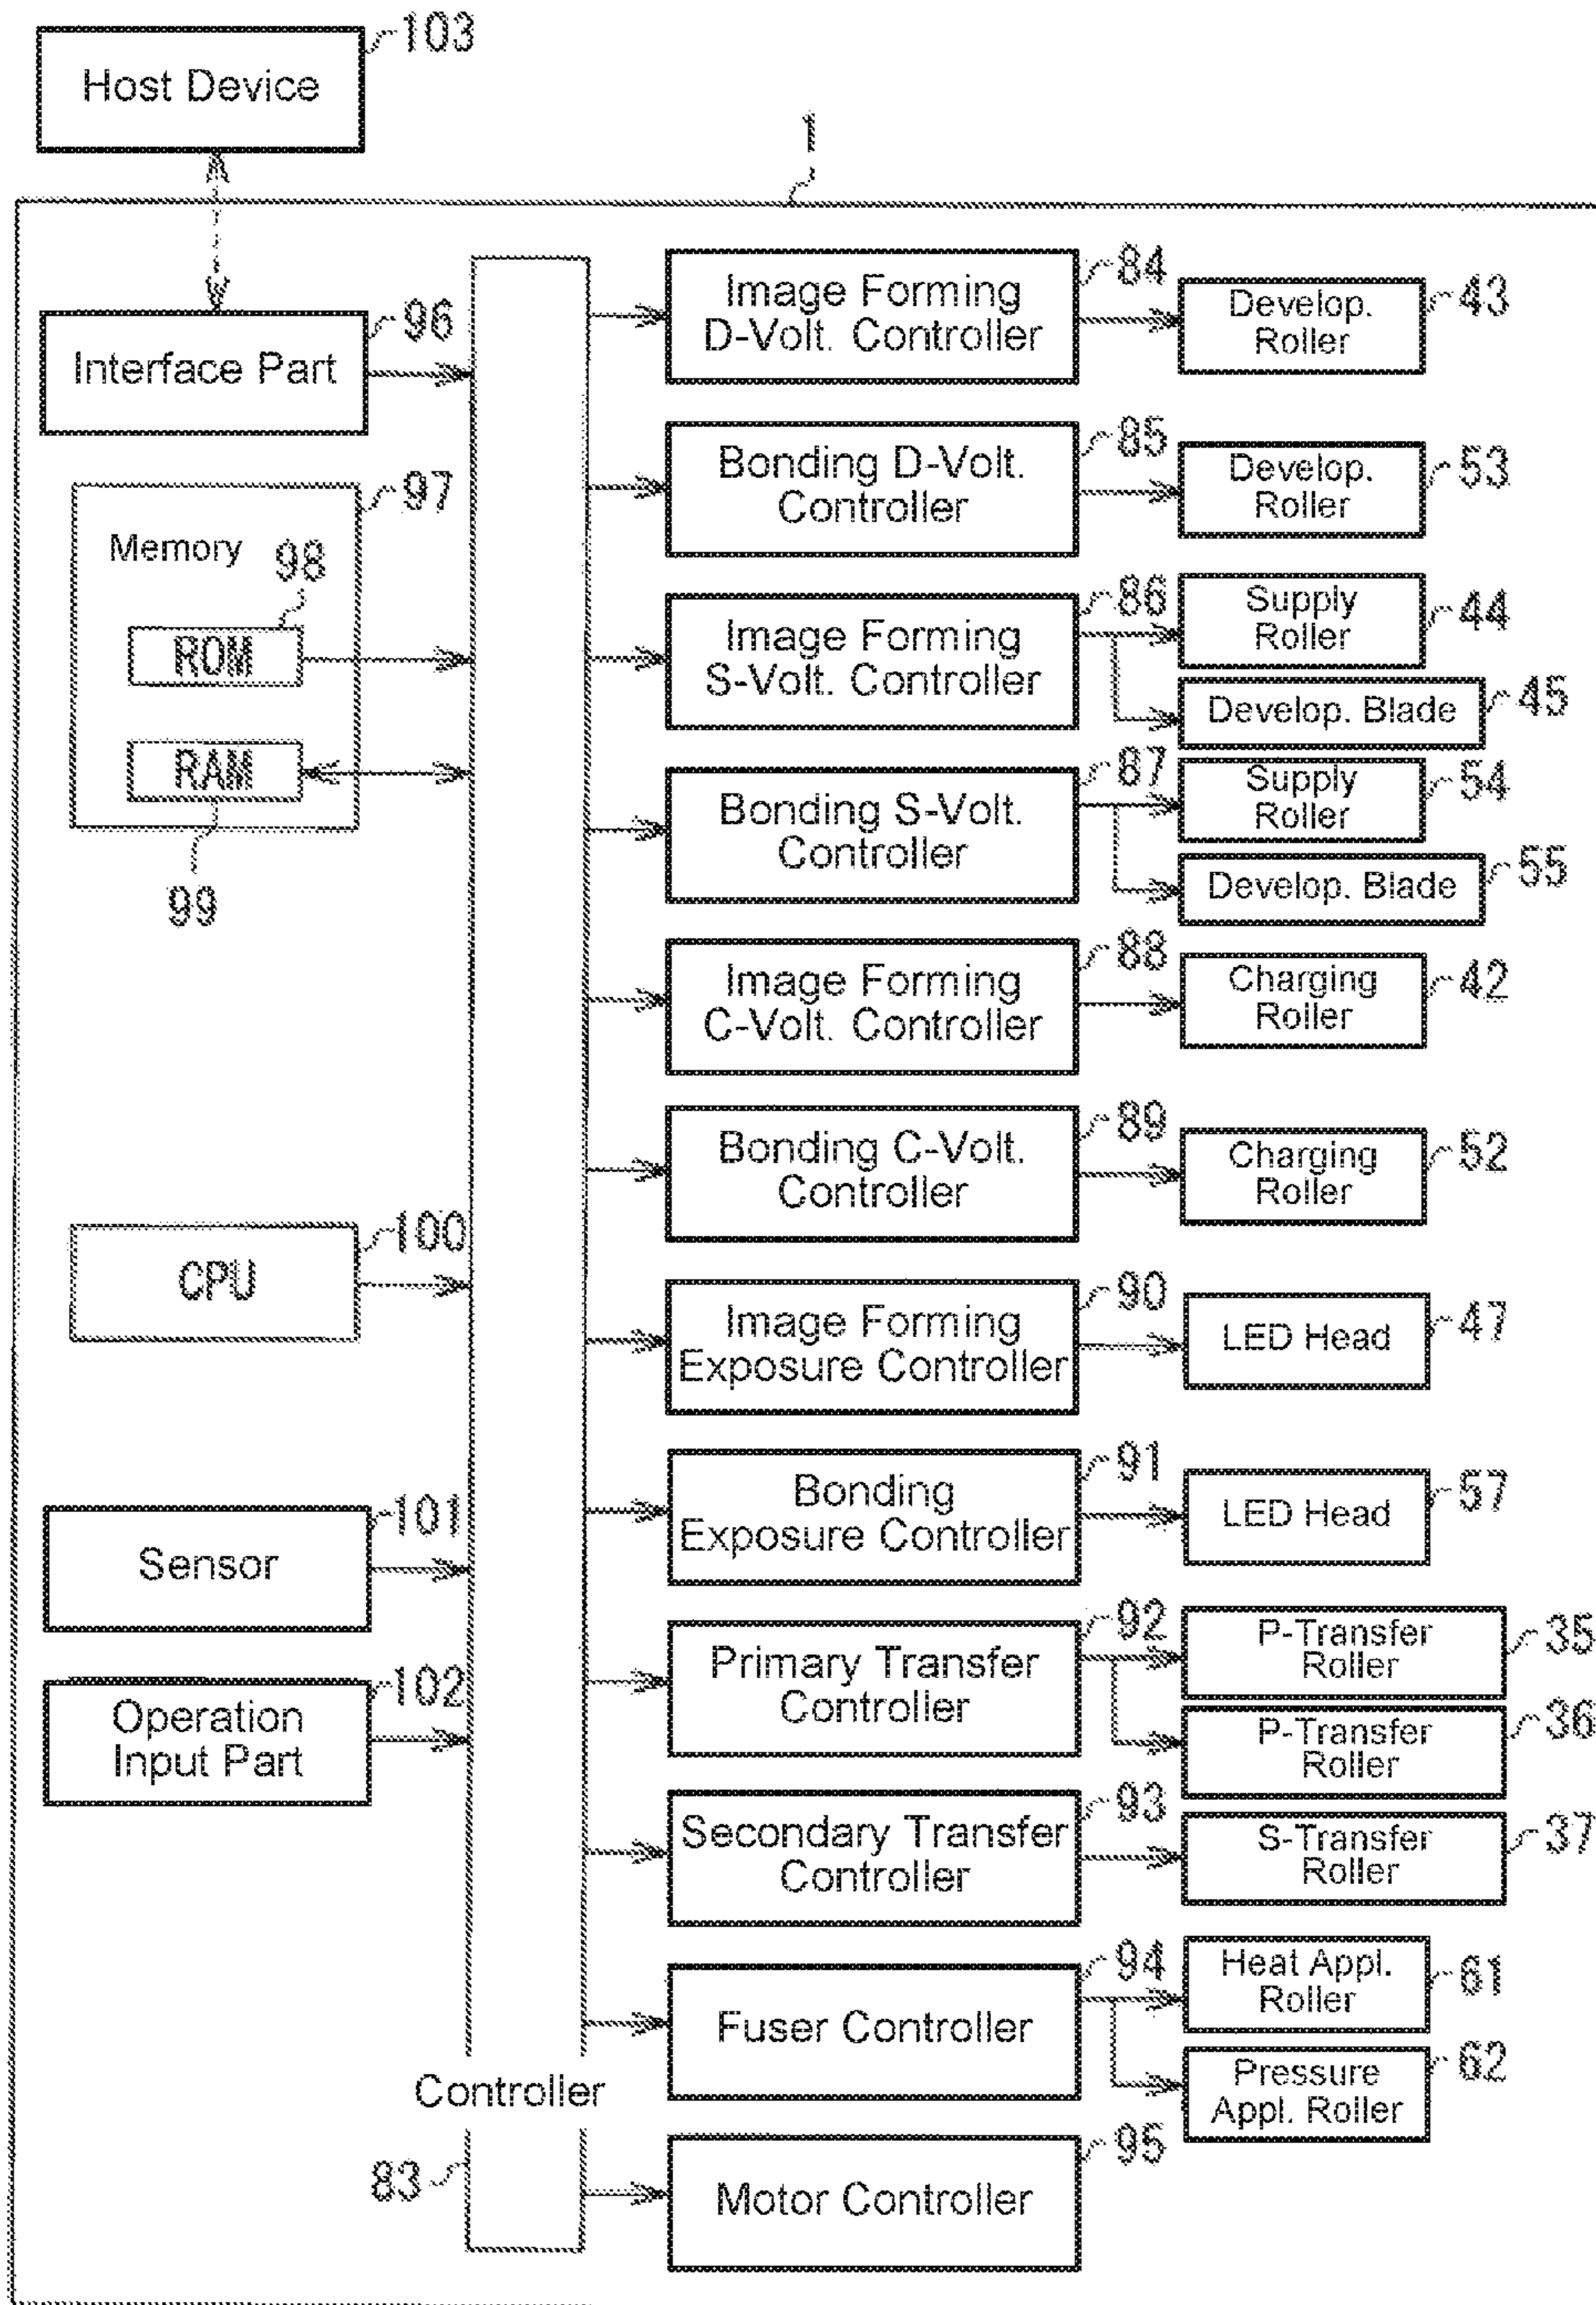 103
Host Device
1
Interface Part
96
97
Memory
98
ROM
RAM
99
CPU
100
Sensor
101
Operation
Input Part
102
Controller
83
Image Forming
D-Volt. Controller
84
Develop.
Roller
43
Bonding D-Volt.
Controller
85
Develop.
Roller
53
Image Forming
S-Volt. Controller
86
Supply
Roller
44
Develop. Blade
45
Bonding S-Volt.
Controller
87
Supply
Roller
54
Develop. Blade
55
Image Forming
C-Volt. Controller
88
Charging
Roller
42
Bonding C-Volt.
Controller
89
Charging
Roller
52
Image Forming
Exposure Controller
90
LED Head
47
Bonding
Exposure Controller
91
LED Head
57
Primary Transfer
Controller
92
P-Transfer
Roller
35
P-Transfer
Roller
36
Secondary Transfer
Controller
93
S-Transfer
Roller
37
Fuser Controller
94
Heat Appl.
Roller
61
Pressure
Appl. Roller
62
Motor Controller
95